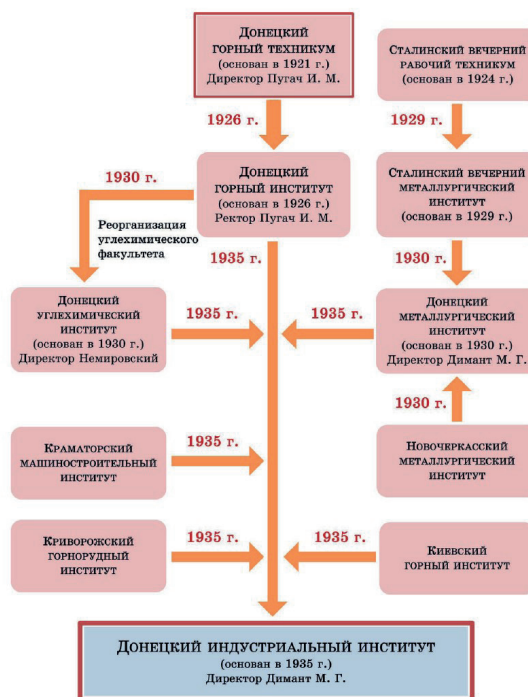 Донецкий
горный техникум
(основан в 1921 г.)
Директор Пугач И. М.
Сталинский вечерний
рабочий техникум
(основан в 1924 г.)
1926 г.
1929 г.
Донецкий
горный институт
(основан в 1926 г.)
Ректор Пугач И. М.
Сталинский вечерний
металлургический
институт
(основан в 1929 г.)
1930 г.
Реорганизация
углехимического
факультета
1935 г.
1930 г.
Донецкий
углехимический
институт
(основан в 1930 г.)
Директор Немировский
1935 г.
1935 г.
Донецкий
металлургический
институт
(основан в 1930 г.)
Директор Димант М. Г.
1930 г.
Краматорский
машиностроительный
институт
1935 г.
Новочеркасский
металлургический
институт
Криворожский
горнорудный
институт
1935 г.
1935 г.
Киевский
горный институт
Донецкий индустриальный институт
(основан в 1935 г.)
Директор Димант М. Г.